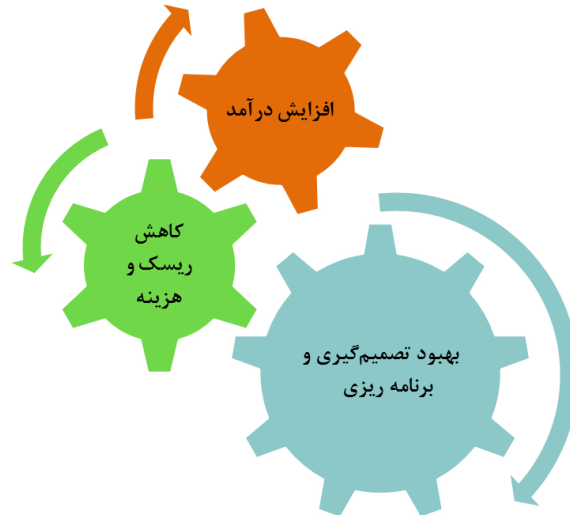 افزایش درآمد
کاهش
ریسک و
هزینه
بهبود تصمیم‌گیری و
برنامه ریزی